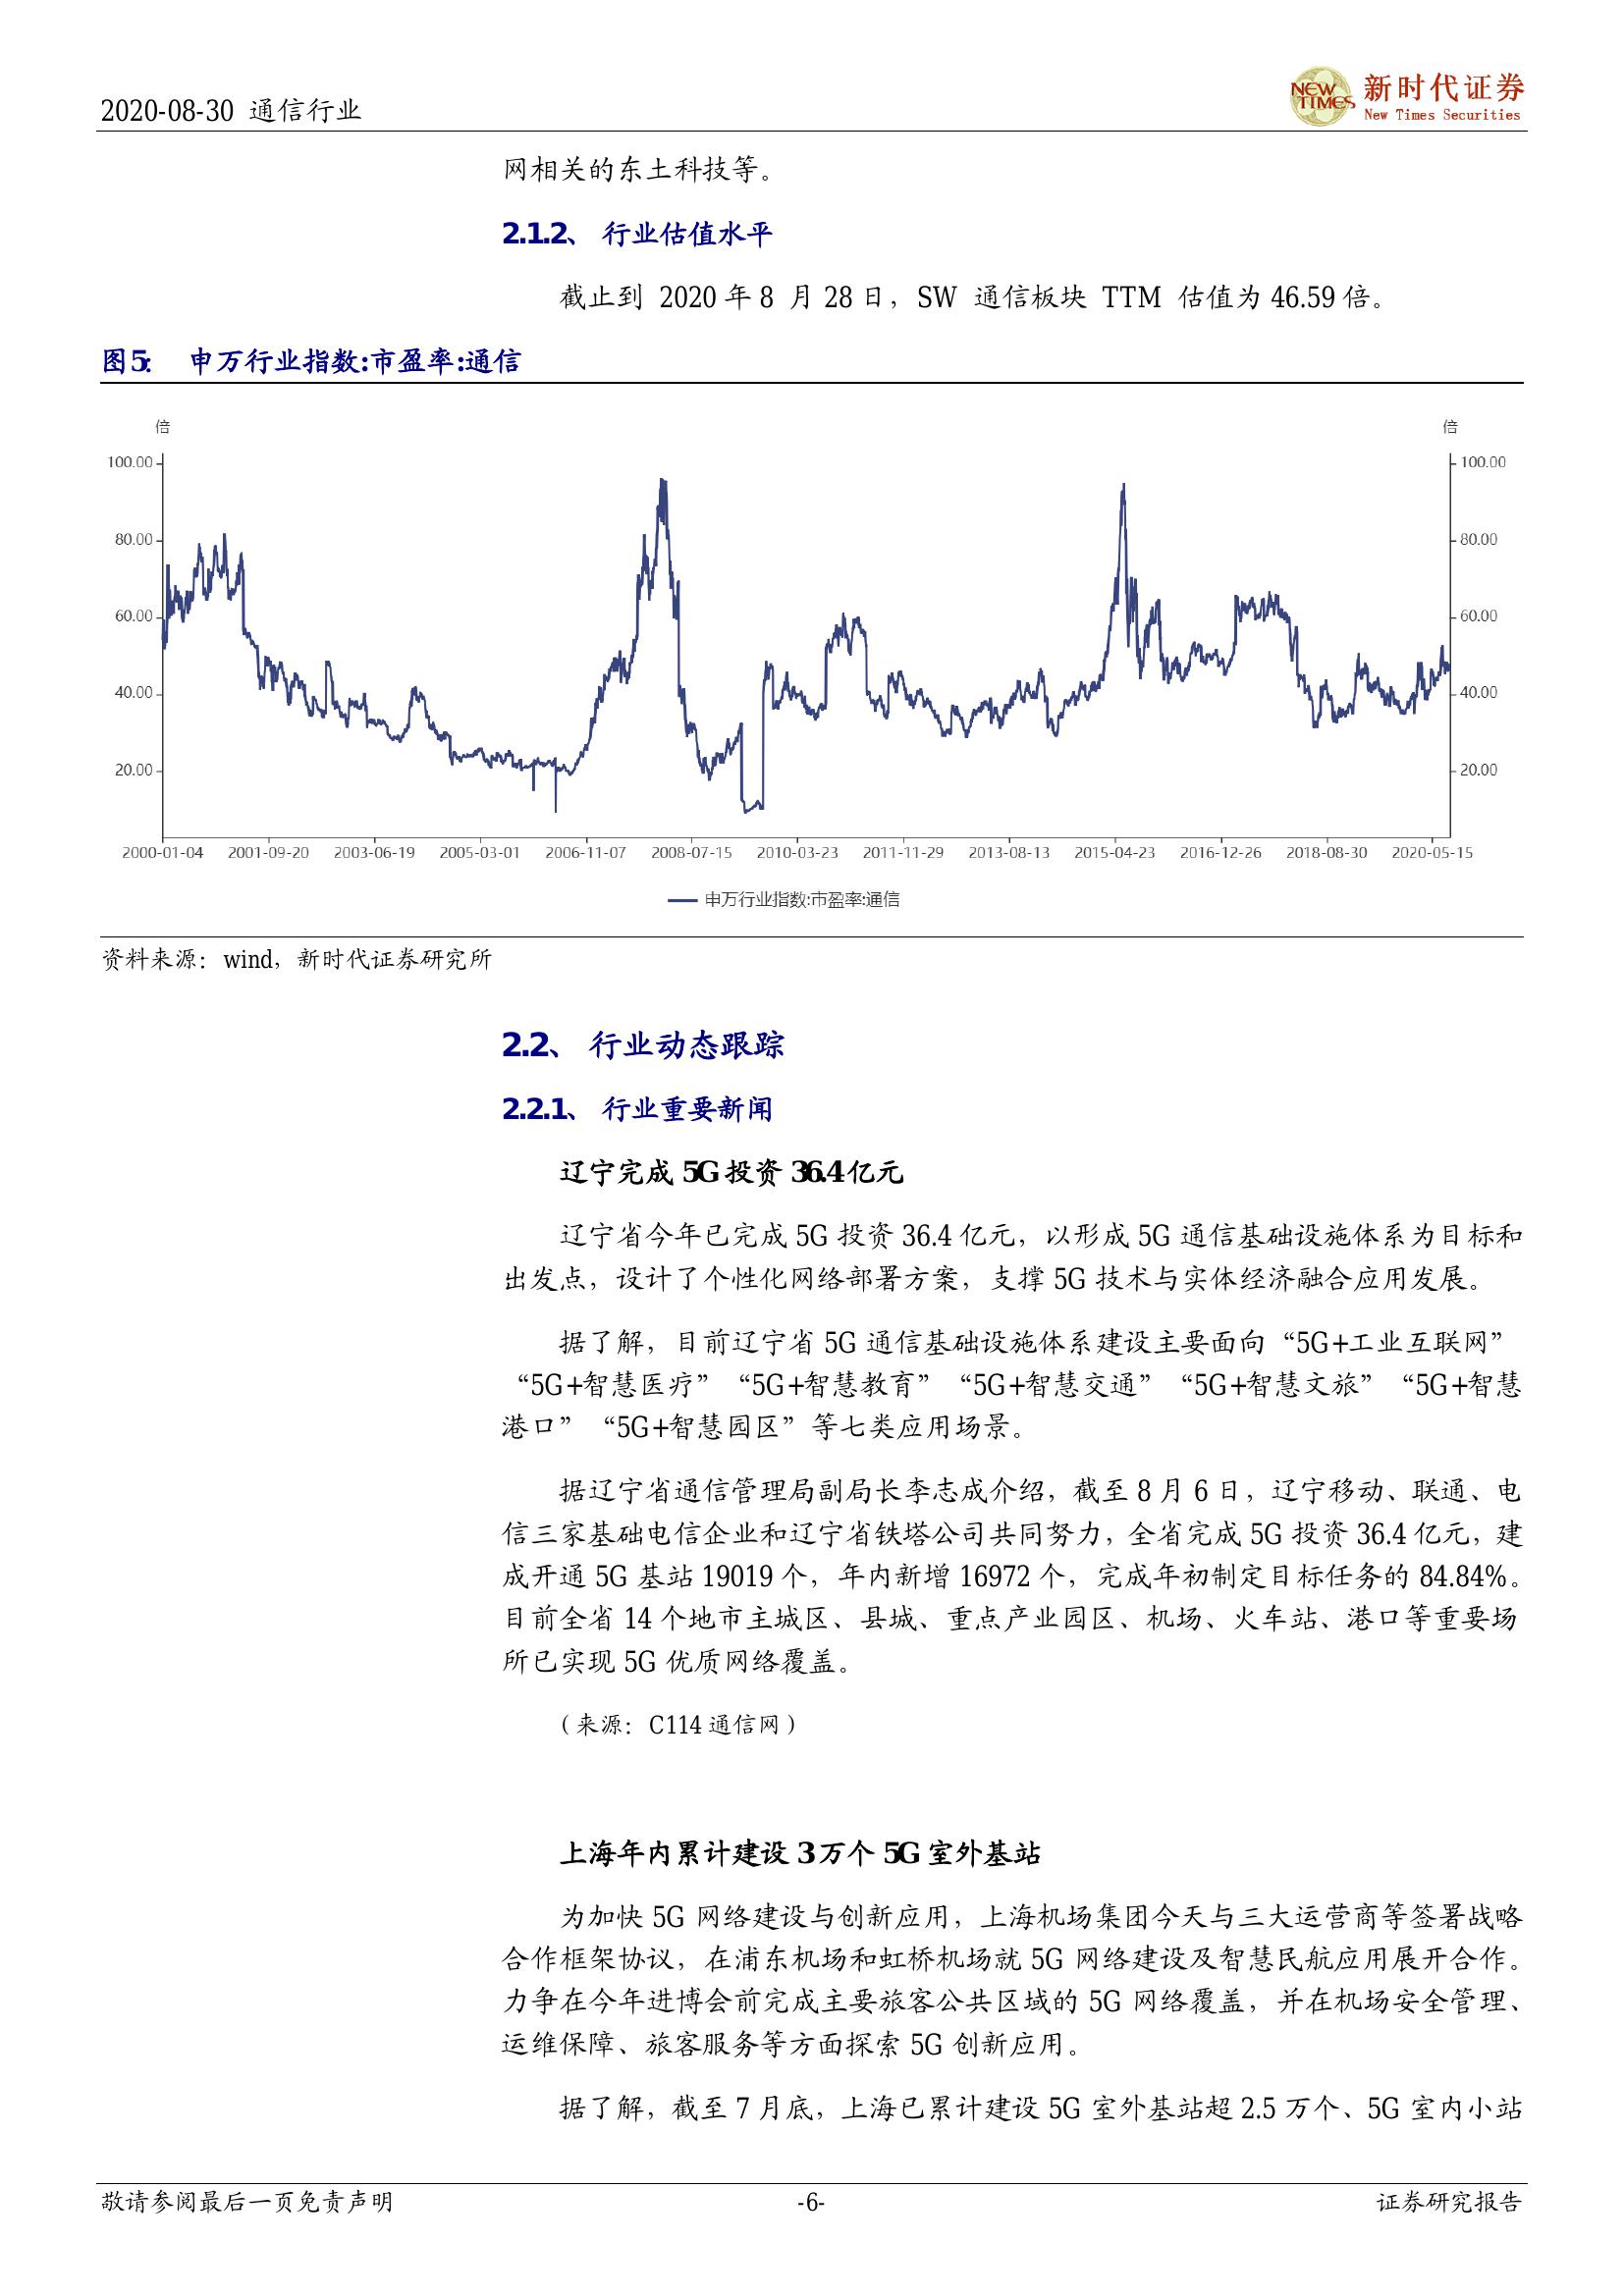 2020-08-30 通信行业
NEW TIMES 新时代证券
New Times Securities
网相关的东土科技等。
2.1.2、 行业估值水平
截止到 2020 年 8 月 28 日，SW 通信板块 TTM 估值为 46.59 倍。
图5: 申万行业指数:市盈率:通信
倍 倍
100.00 100.00
80.00 80.00
60.00 60.00
40.00 40.00
20.00 20.00
2000-01-04 2001-09-20 2003-06-19 2005-03-01 2006-11-07 2008-07-15 2010-03-23 2011-11-29 2013-08-13 2015-04-23 2016-12-26 2018-08-30 2020-05-15
申万行业指数:市盈率:通信
资料来源：wind，新时代证券研究所
2.2、 行业动态跟踪
2.2.1、 行业重要新闻
辽宁完成 5G 投资 36.4 亿元
辽宁省今年已完成 5G 投资 36.4 亿元，以形成 5G 通信基础设施体系为目标和
出发点，设计了个性化网络部署方案，支撑 5G 技术与实体经济融合应用发展。
据了解，目前辽宁省 5G 通信基础设施体系建设主要面向“5G+工业互联网”
“5G+智慧医疗”“5G+智慧教育”“5G+智慧交通”“5G+智慧文旅”“5G+智慧
港口”“5G+智慧园区”等七类应用场景。
据辽宁省通信管理局副局长李志成介绍，截至 8 月 6 日，辽宁移动、联通、电
信三家基础电信企业和辽宁省铁塔公司共同努力，全省完成 5G 投资 36.4 亿元，建
成开通 5G 基站 19019 个，年内新增 16972 个，完成年初制定目标任务的 84.84%。
目前全省 14 个地市主城区、县城、重点产业园区、机场、火车站、港口等重要场
所已实现 5G 优质网络覆盖。
（来源：C114 通信网）
上海年内累计建设 3 万个 5G 室外基站
为加快 5G 网络建设与创新应用，上海机场集团今天与三大运营商等签署战略
合作框架协议，在浦东机场和虹桥机场就 5G 网络建设及智慧民航应用展开合作。
力争在今年进博会前完成主要旅客公共区域的 5G 网络覆盖，并在机场安全管理、
运维保障、旅客服务等方面探索 5G 创新应用。
据了解，截至 7 月底，上海已累计建设 5G 室外基站超 2.5 万个、5G 室内小站
敬请参阅最后一页免责声明 -6- 证券研究报告